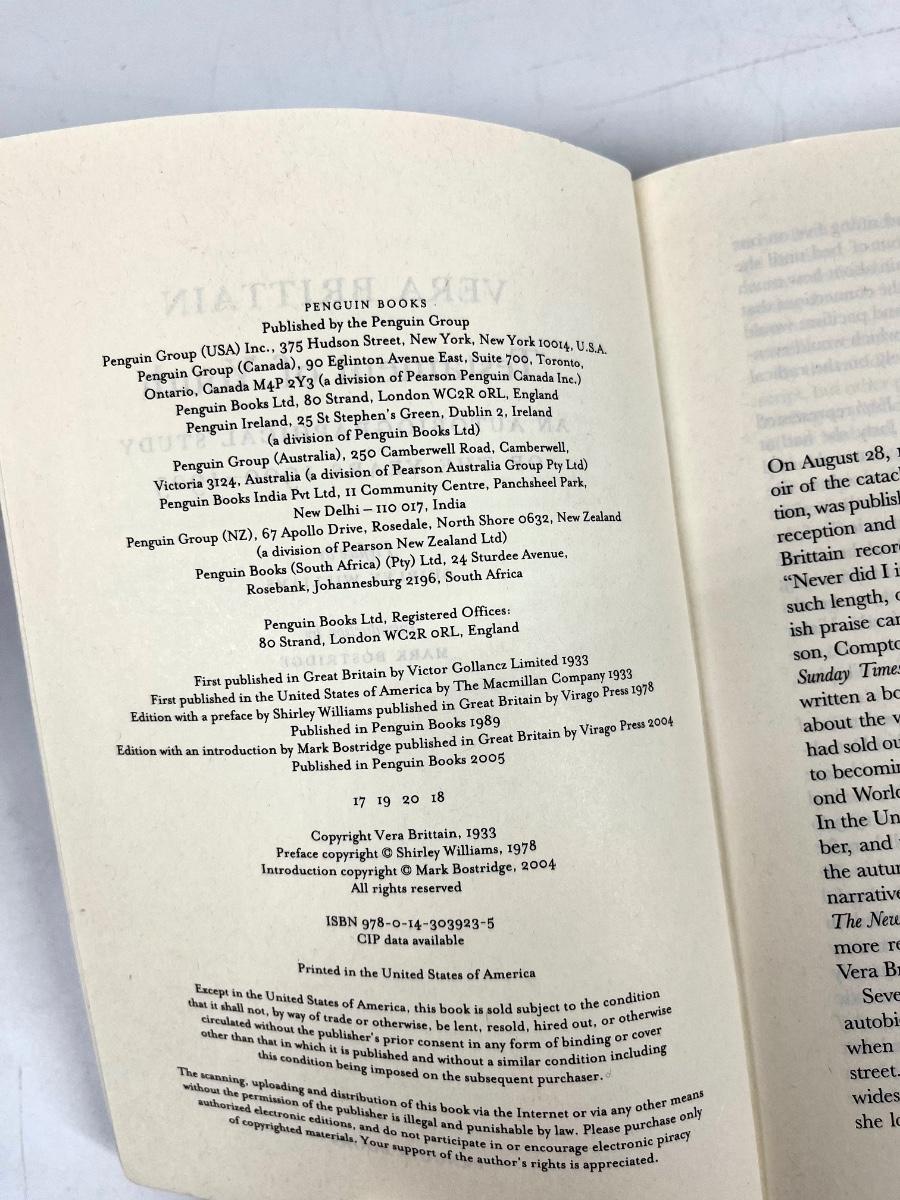 PENGUIN BOOKS
Published by the Penguin Group
Penguin Group (USA) Inc., 375 Hudson Street, New York, New York 10014, U.S.A.
Penguin Group (Canada), 90 Eglinton Avenue East, Suite 700, Toronto,
Ontario, Canada M4P 2Y3 (a division of Pearson Penguin Canada Inc.)
Penguin Books Ltd, 80 Strand, London WC2R 0RL, England
Penguin Ireland, 25 St Stephen's Green, Dublin 2, Ireland
(a division of Penguin Books Ltd)
Penguin Group (Australia), 250 Camberwell Road, Camberwell,
Victoria 3124, Australia (a division of Pearson Australia Group Pty Ltd)
Penguin Books India Pvt Ltd, 11 Community Centre, Panchsheel Park,
New Delhi – 110 017, India
Penguin Group (NZ), 67 Apollo Drive, Rosedale, North Shore 0632, New Zealand
(a division of Pearson New Zealand Ltd)
Penguin Books (South Africa) (Pty) Ltd, 24 Sturdee Avenue,
Rosebank, Johannesburg 2196, South Africa
Penguin Books Ltd, Registered Offices:
80 Strand, London WC2R 0RL, England
First published in Great Britain by Victor Gollancz Limited 1933
First published in the United States of America by The Macmillan Company 1933
Edition with a preface by Shirley Williams published in Great Britain by Virago Press 1978
Published in Penguin Books 1989
Edition with an introduction by Mark Bostridge published in Great Britain by Virago Press 2004
Published in Penguin Books 2005
17 19 20 18
Copyright Vera Brittain, 1933
Preface copyright © Shirley Williams, 1978
Introduction copyright © Mark Bostridge, 2004
All rights reserved
ISBN 978-0-14-303923-5
CIP data available
Printed in the United States of America
Except in the United States of America, this book is sold subject to the condition
that it shall not, by way of trade or otherwise, be lent, resold, hired out, or otherwise
circulated without the publisher's prior consent in any form of binding or cover
other than that in which it is published and without a similar condition including
this condition being imposed on the subsequent purchaser.
The scanning, uploading and distribution of this book via the Internet or via any other means
without the permission of the publisher is illegal and punishable by law. Please purchase only
authorized electronic editions, and do not participate in or encourage electronic piracy
of copyrighted materials. Your support of the author's rights is appreciated.
On August 28,
oir of the
tion, was
reception and
Brittain
"Never did I
such length,
ish praise
son,
Sunday Times
written a
about the
had sold
to
ond World
In the
ber, and
the
narrative
The New
more
Vera
autobi
when
street.
wides
she